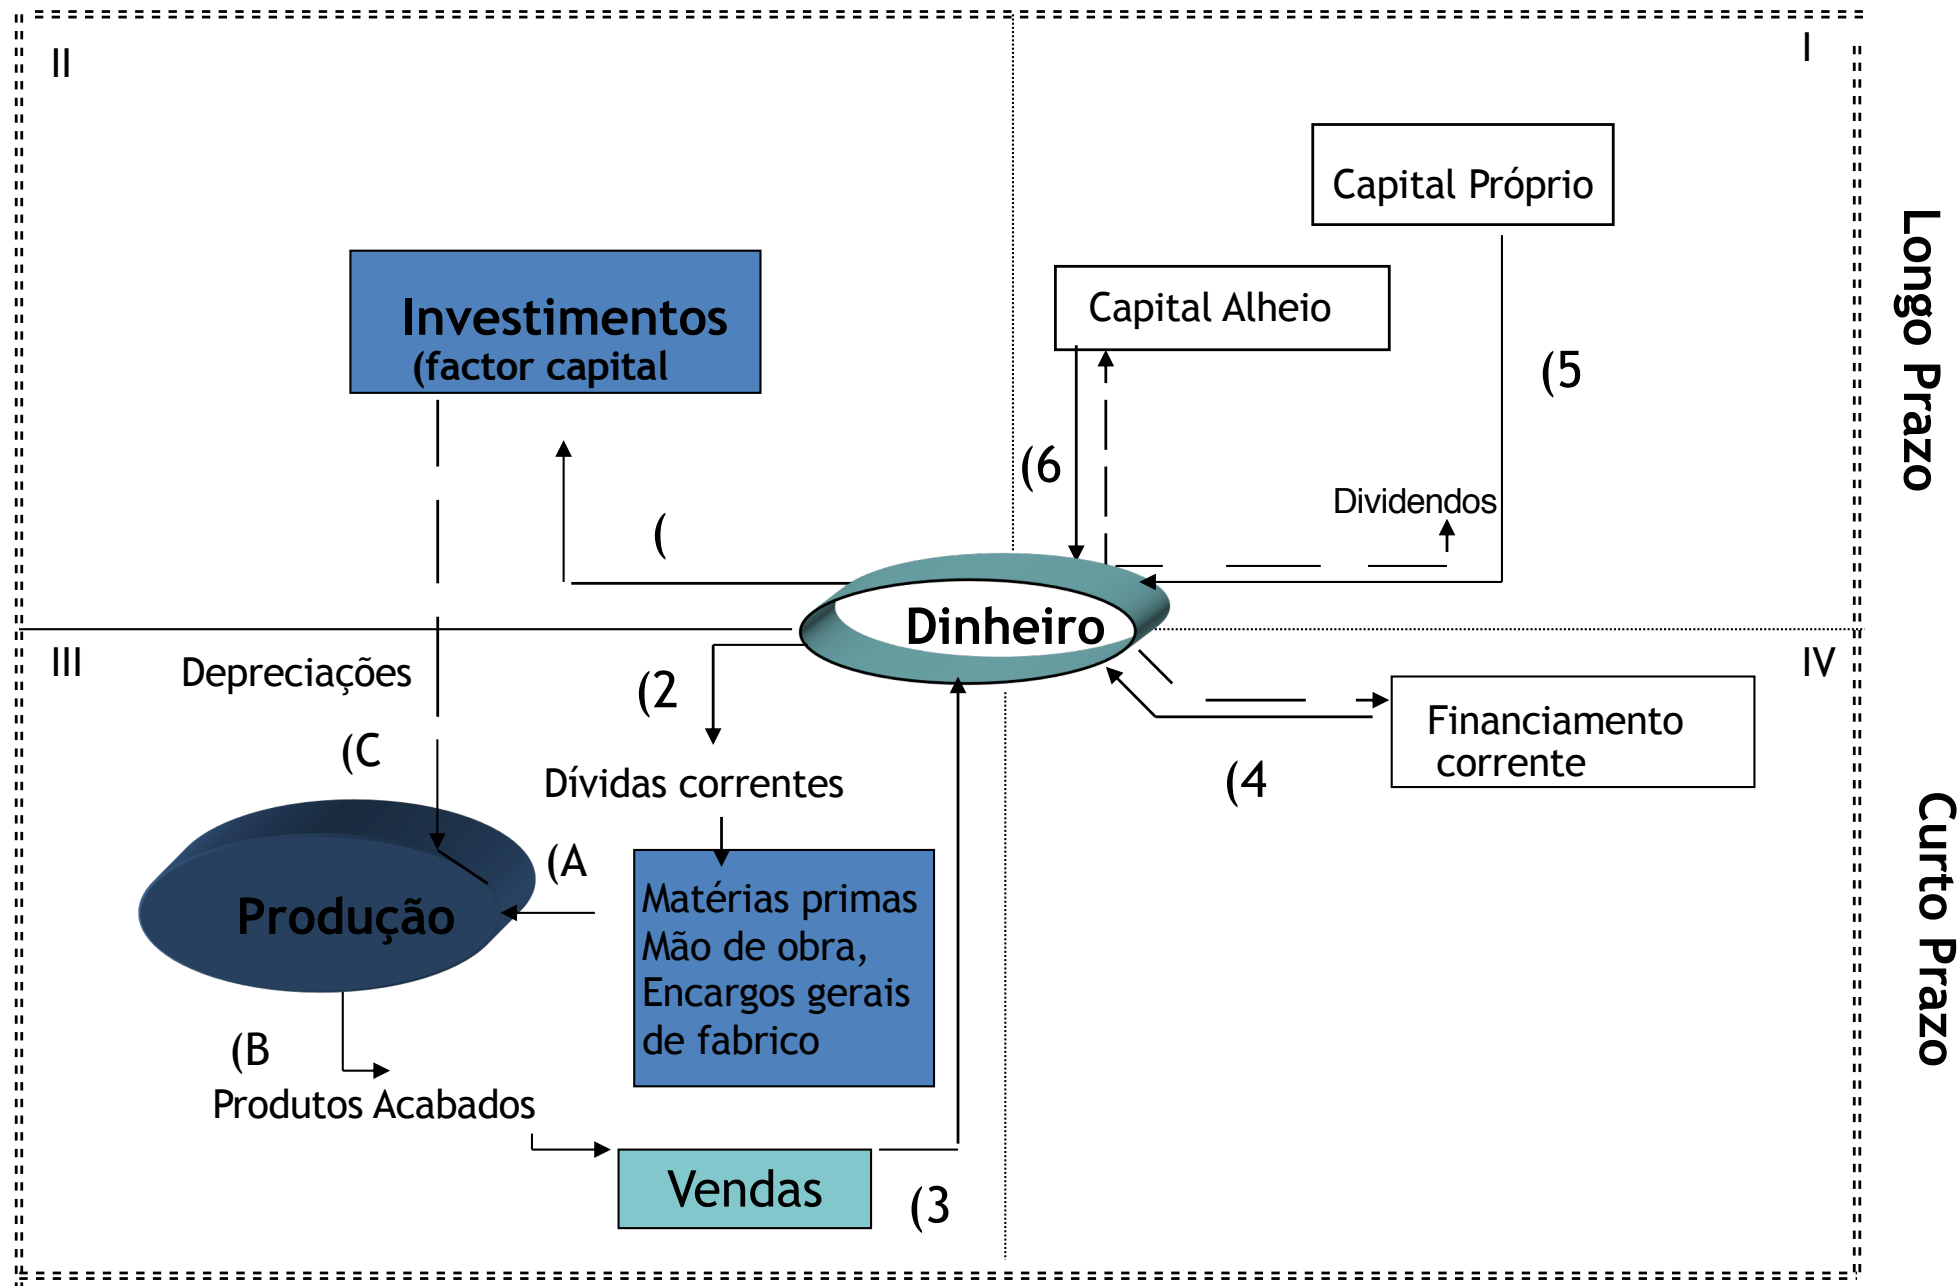 II
I
Capital Próprio
Longo Prazo
Investimentos
(factor capital
Capital Alheio
(5
(6
Dividendos
(
Dinheiro
III
IV
Depreciações
(2
(C
Financiamento
corrente
(4
Dívidas correntes
Curto Prazo
(A
Matérias primas
Mão de obra,
Encargos gerais
de fabrico
Produção
(B
Produtos Acabados
Vendas
(3